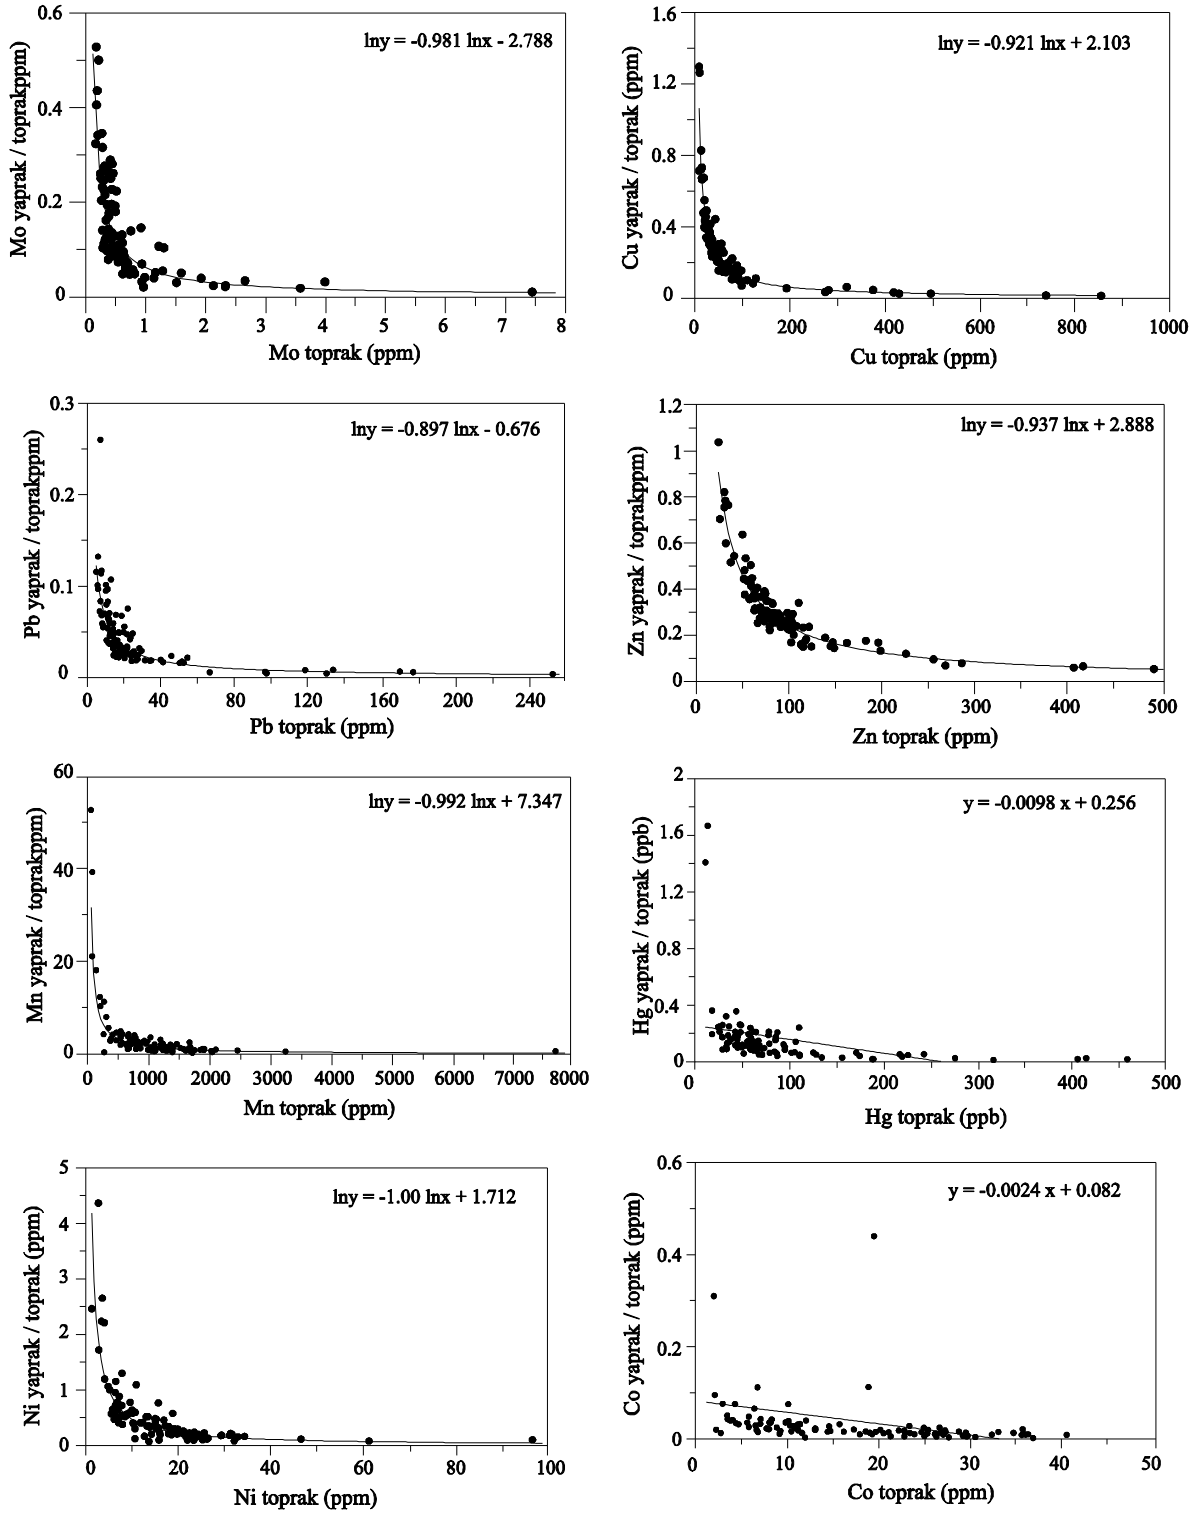 lny = -0.981 lnx - 2.788
Mo yaprak / toprakppm)
0.6
0.4
0.2
0
0 1 2 3 4 5 6 7 8
Mo toprak (ppm)
lny = -0.921 lnx + 2.103
Cu yaprak / toprak (ppm)
1.6
1.2
0.8
0.4
0
0 200 400 600 800 1000
Cu toprak (ppm)
lny = -0.897 lnx - 0.676
Pb yaprak / toprakppm)
0.3
0.2
0.1
0
0 40 80 120 160 200 240
Pb toprak (ppm)
lny = -0.937 lnx + 2.888
Zn yaprak / toprakppm)
1.2
1
0.8
0.6
0.4
0.2
0
0 100 200 300 400 500
Zn toprak (ppm)
lny = -0.992 lnx + 7.347
Mn yaprak / toprakppm)
60
40
20
0
0 1000 2000 3000 4000 5000 6000 7000 8000
Mn toprak (ppm)
y = -0.0098 x + 0.256
Hg yaprak / toprak (ppb)
2
1.6
1.2
0.8
0.4
0
0 100 200 300 400 500
Hg toprak (ppb)
lny = -1.00 lnx + 1.712
Ni yaprak / toprak (ppm)
5
4
3
2
1
0
0 20 40 60 80 100
Ni toprak (ppm)
y = -0.0024 x + 0.082
Co yaprak / toprak (ppm)
0.6
0.4
0.2
0
0 10 20 30 40 50
Co toprak (ppm)